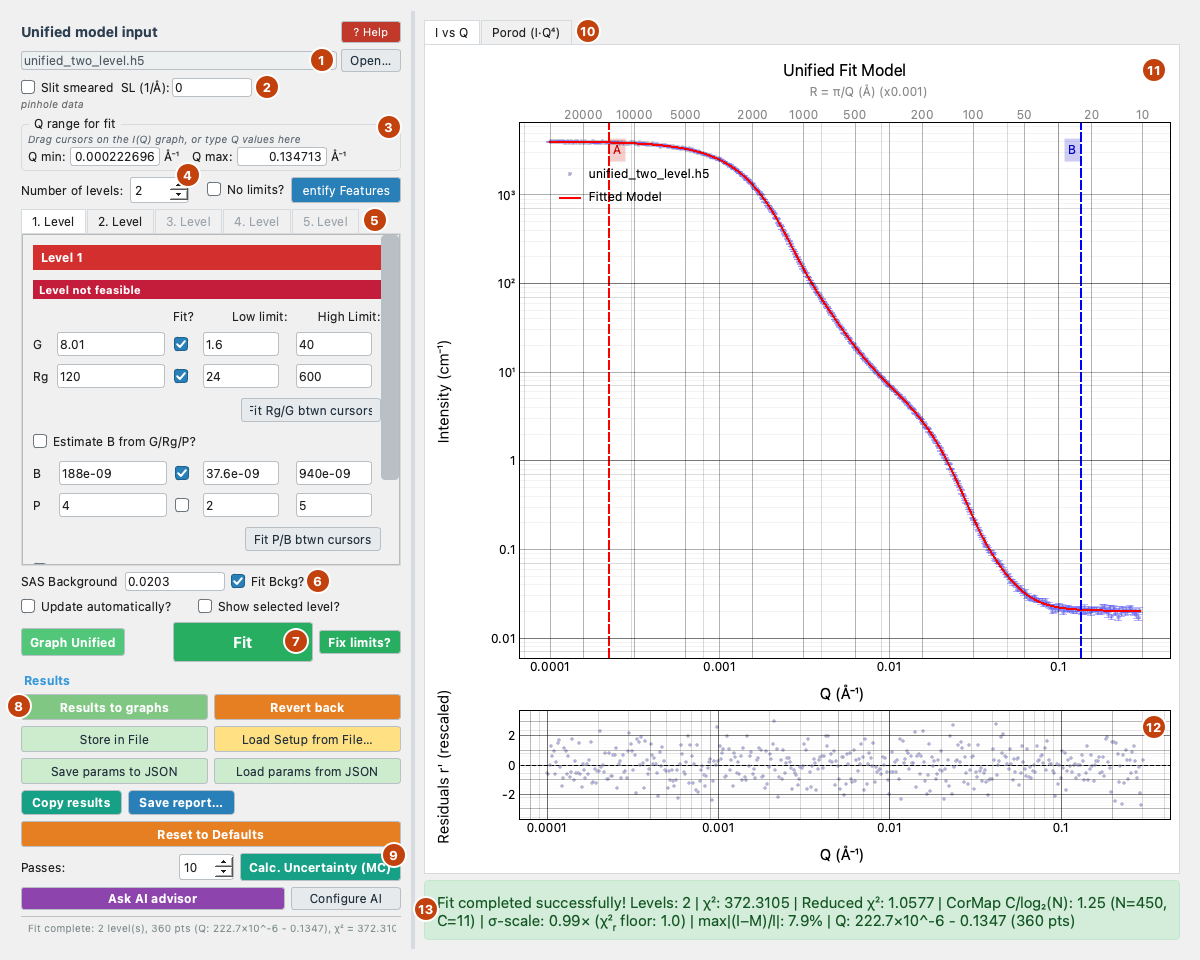 Unified model input
? Help
unified_two_level.h5
1
Open...
Slit smeared SL (1/Å): 0
2
pinhole data
Q range for fit
3
Drag cursors on the I(Q) graph, or type Q values here
Q min: 0.000222696 Å⁻¹ Q max: 0.134713 Å⁻¹
4
Number of levels: 2
No limits?
entify Features
1. Level 2. Level 3. Level 4. Level 5. Level
5
Level 1
Level not feasible
Fit? Low limit: High Limit:
G 8.01 1.6 40
Rg 120 24 600
Fit Rg/G btwn cursors
Estimate B from G/Rg/P?
B 188e-09 37.6e-09 940e-09
P 4 2 5
Fit P/B btwn cursors
SAS Background 0.0203 Fit Bckg?
6
Update automatically? Show selected level?
Graph Unified
Fit
7
Fix limits?
Results
8
Results to graphs
Revert back
Store in File
Load Setup from File...
Save params to JSON
Load params from JSON
Copy results
Save report...
Reset to Defaults
9
Passes: 10
Calc. Uncertainty (MC)
Ask AI advisor
Configure AI
Fit complete: 2 level(s), 360 pts (Q: 222.7×10^-6 – 0.1347), χ² = 372.310
I vs Q Porod (I·Q⁴)
10
Unified Fit Model
11
R = π/Q (Å) (x0.001)
20000 10000 5000 2000 1000 500 200 100 50 20 10
A
B
unified_two_level.h5
Fitted Model
10³
10²
10¹
1
0.1
0.01
Intensity (cm⁻¹)
0.0001 0.001 0.01 0.1
Q (Å⁻¹)
12
Residuals r' (rescaled)
2
0
−2
0.0001 0.001 0.01 0.1
Q (Å⁻¹)
13
Fit completed successfully! Levels: 2 | χ²: 372.3105 | Reduced χ²: 1.0577 | CorMap C/log₂(N): 1.25 (N=450,
C=11) | σ-scale: 0.99× (χ²ᵣ floor: 1.0) | max|(I−M)/I|: 7.9% | Q: 222.7×10^-6 - 0.1347 (360 pts)